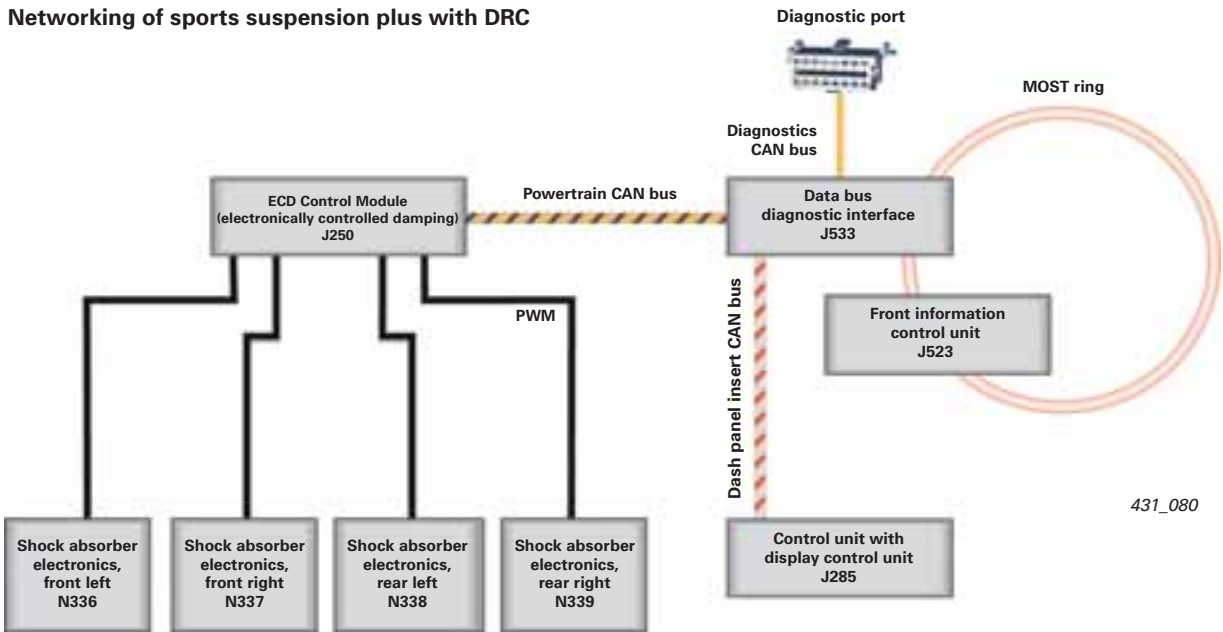 Networking of sports suspension plus with DRC
Diagnostic port
MOST ring
Diagnostics
CAN bus
ECD Control Module
(electronically controlled damping)
J250
Powertrain CAN bus
Data bus
diagnostic interface
J533
PWM
Front information
control unit
J523
Dash panel insert CAN bus
431_080
Shock absorber
electronics,
front left
N336
Shock absorber
electronics,
front right
N337
Shock absorber
electronics,
rear left
N338
Shock absorber
electronics,
rear right
N339
Control unit with
display control unit
J285